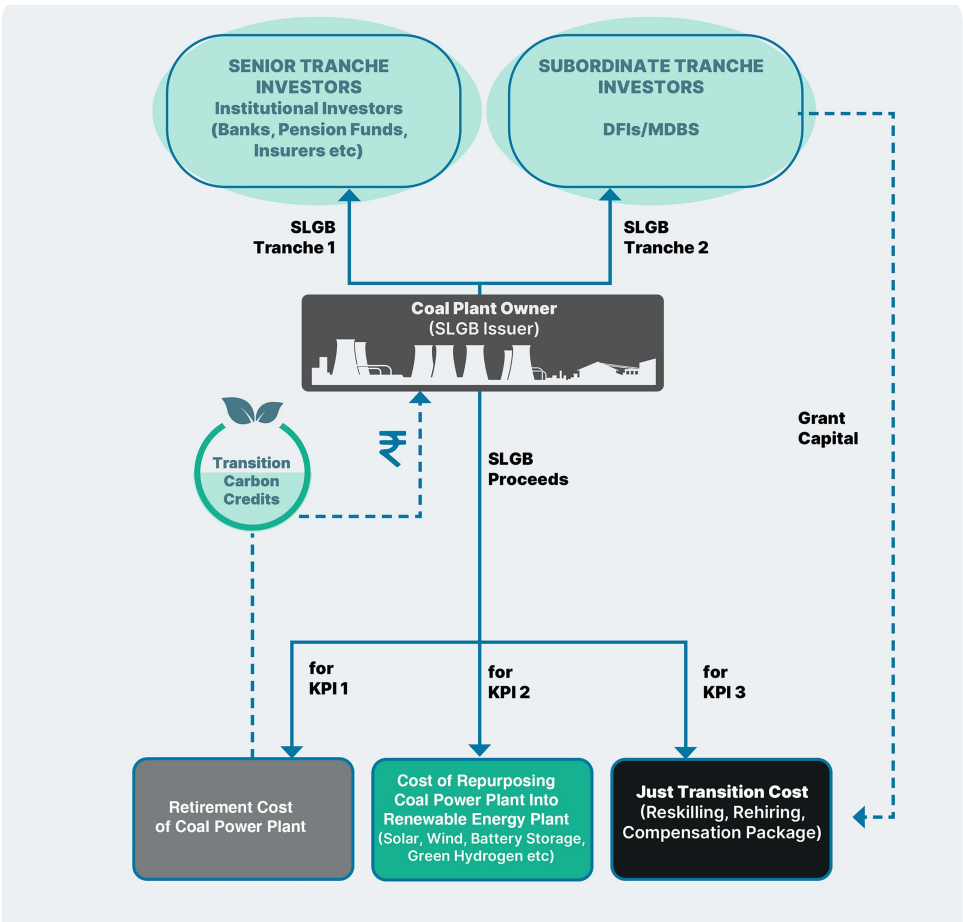 SENIOR TRANCHE
INVESTORS
Institutional Investors
(Banks, Pension Funds,
Insurers etc)
SUBORDINATE TRANCHE
INVESTORS
DFIs/MDBS
SLGB
Tranche 1
SLGB
Tranche 2
Coal Plant Owner
(SLGB Issuer)
Transition
Carbon
Credits
₹
SLGB
Proceeds
Grant
Capital
for
KPI 1
for
KPI 2
for
KPI 3
Retirement Cost
of Coal Power Plant
Cost of Repurposing
Coal Power Plant Into
Renewable Energy Plant
(Solar, Wind, Battery Storage,
Green Hydrogen etc)
Just Transition Cost
(Reskilling, Rehiring,
Compensation Package)